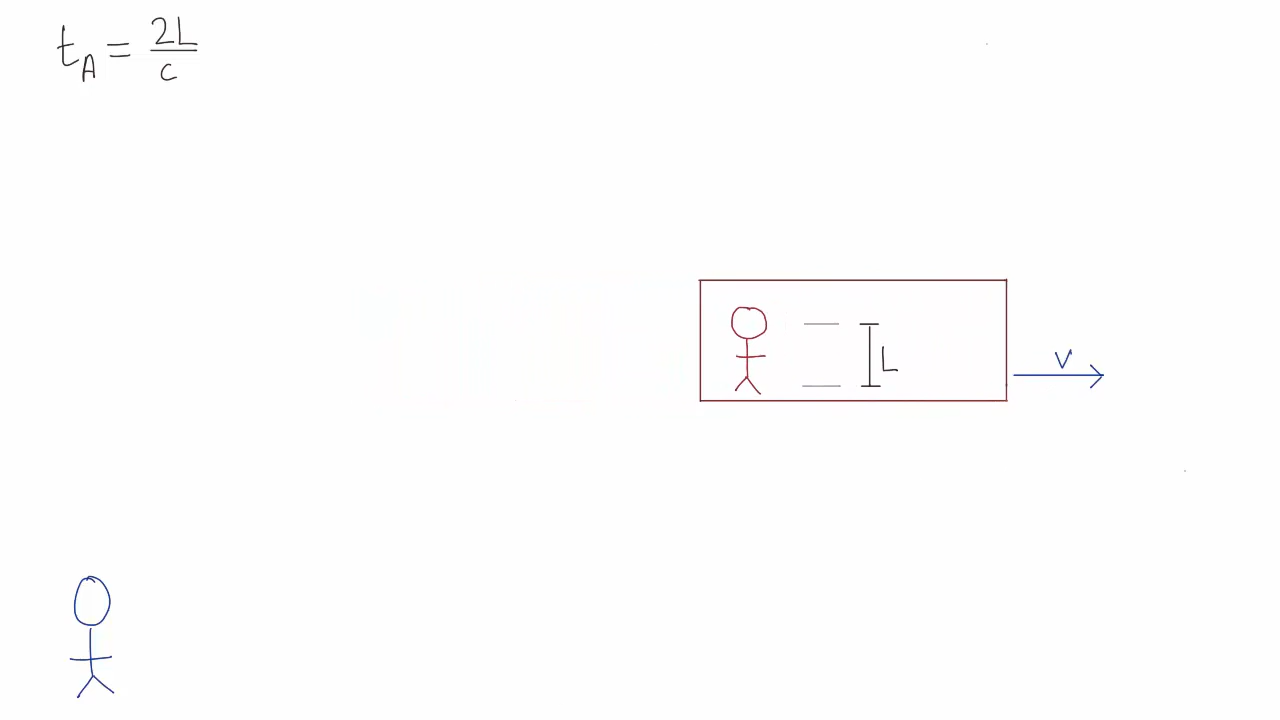 t_A = 2L/c
L
V